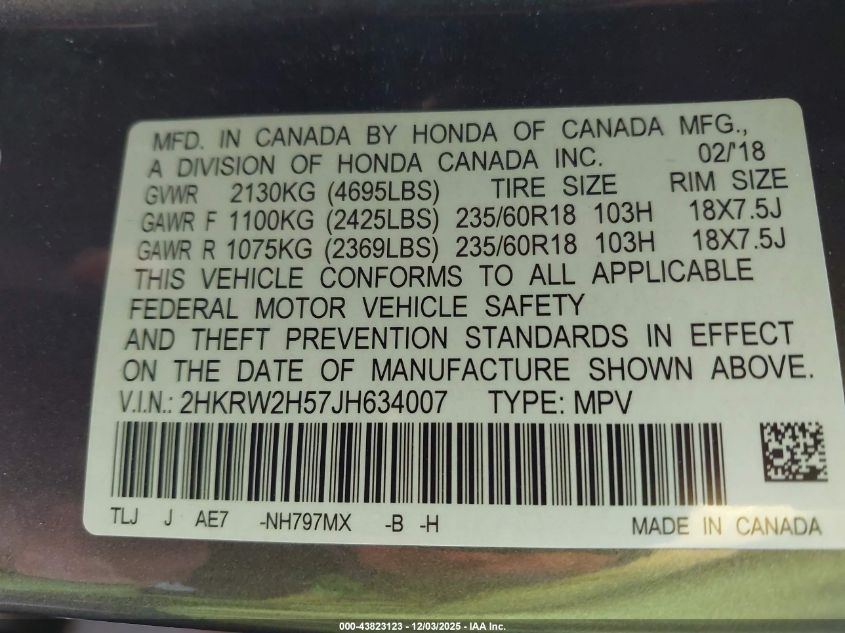 MFD. IN CANADA BY HONDA OF CANADA MFG.,
A DIVISION OF HONDA CANADA INC. 02/'18
GVWR 2130KG (4695LBS) TIRE SIZE RIM SIZE
GAWR F 1100KG (2425LBS) 235/60R18 103H 18X7.5J
GAWR R 1075KG (2369LBS) 235/60R18 103H 18X7.5J
THIS VEHICLE CONFORMS TO ALL APPLICABLE
FEDERAL MOTOR VEHICLE SAFETY
AND THEFT PREVENTION STANDARDS IN EFFECT
ON THE DATE OF MANUFACTURE SHOWN ABOVE.
V.I.N.: 2HKRW2H57JH634007 TYPE: MPV
TLJ J AE7 -NH797MX -B -H MADE IN CANADA
000-43823123 - 12/03/2025 - IAA Inc.